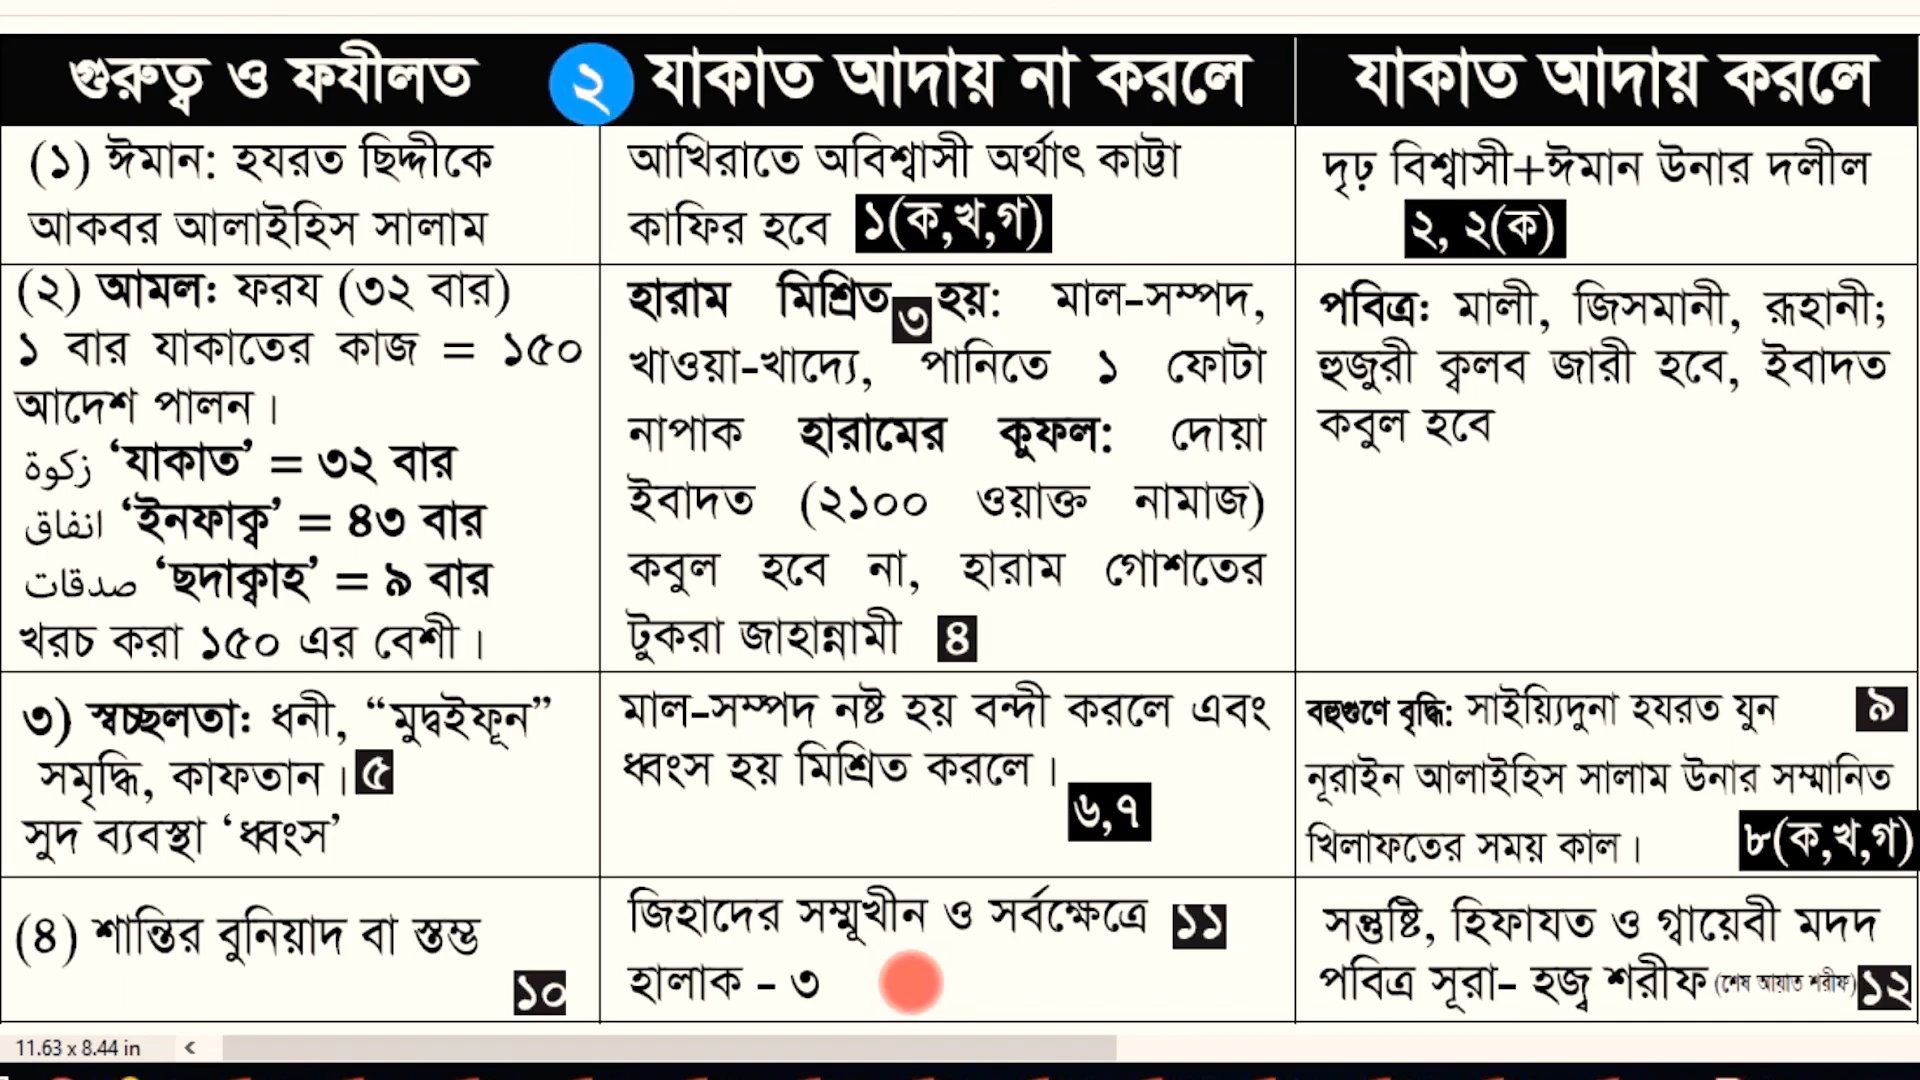 গুরুত্ব ও ফযীলত ২ যাকাত আদায় না করলে যাকাত আদায় করলে
(১) ঈমান: হযরত ছিদ্দীকে
আকবর আলাইহিস সালাম
আখিরাতে অবিশ্বাসী অর্থাৎ কাট্টা
কাফির হবে ১(ক,খ,গ)
দৃঢ় বিশ্বাসী+ঈমান উনার দলীল
২, ২(ক)
(২) আমল: ফরয (৩২ বার)
১ বার যাকাতের কাজ = ১৫০
আদেশ পালন।
زكوة ‘যাকাত’ = ৩২ বার
انفاق ‘ইনফাক্ব’ = ৪৩ বার
صدقات ‘ছদাক্বাহ’ = ৯ বার
খরচ করা ১৫০ এর বেশী।
হারাম মিশ্রিত ৩ হয়: মাল-সম্পদ,
খাওয়া-খাদ্যে, পানিতে ১ ফোটা
নাপাক হারামের কুফল: দোয়া
ইবাদত (২১০০ ওয়াক্ত নামাজ)
কবুল হবে না, হারাম গোশতের
টুকরা জাহান্নামী ৪
পবিত্র: মালী, জিসমানী, রূহানী;
হুজুরী ক্বলব জারী হবে, ইবাদত
কবুল হবে
৩) স্বচ্ছলতা: ধনী, “মুদ্বইফূন”
সমৃদ্ধি, কাফতান। ৫
সুদ ব্যবস্থা ‘ধ্বংস’
মাল-সম্পদ নষ্ট হয় বন্দী করলে এবং
ধ্বংস হয় মিশ্রিত করলে।
৬,৭
বহুগুণে বৃদ্ধি: সাইয়্যিদুনা হযরত যুন ৯
নূরাইন আলাইহিস সালাম উনার সম্মানিত
খিলাফতের সময় কাল। ৮(ক,খ,গ)
(৪) শান্তির বুনিয়াদ বা স্তম্ভ
১০
জিহাদের সম্মূখীন ও সর্বক্ষেত্রে ১১
হালাক - ৩
সন্তুষ্টি, হিফাযত ও গ্বায়েবী মদদ
পবিত্র সূরা- হজ্ব শরীফ (শেষ আয়াত শরীফ) ১২
11.63 x 8.44 in